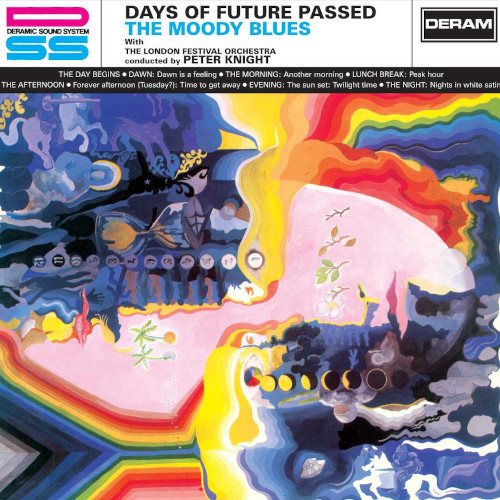 DSS
DERAMIC SOUND SYSTEM
DAYS OF FUTURE PASSED
THE MOODY BLUES
With
THE LONDON FESTIVAL ORCHESTRA
conducted by PETER KNIGHT
DERAM
THE DAY BEGINS ● DAWN: Dawn is a feeling ● THE MORNING: Another morning ● LUNCH BREAK: Peak hour
THE AFTERNOON ● Forever afternoon (Tuesday?): Time to get away ● EVENING: The sun set: Twilight time ● THE NIGHT: Nights in white satin